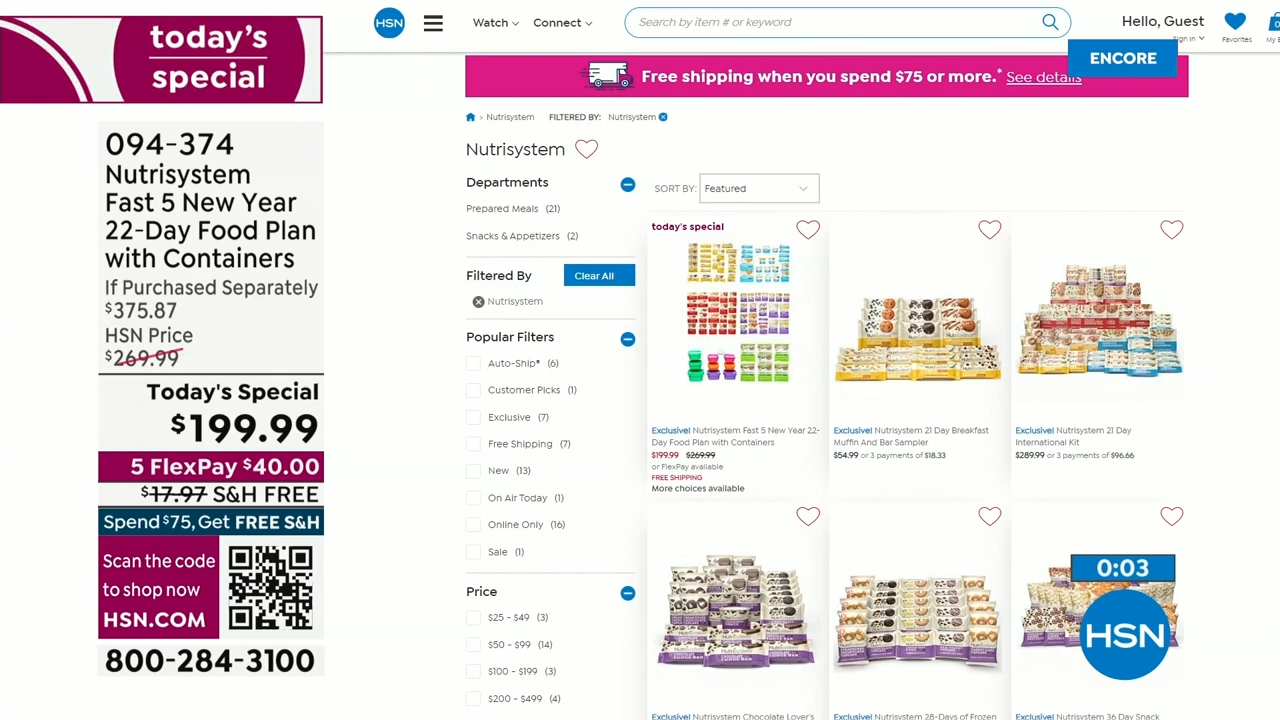 today's
special
094-374
Nutrisystem
Fast 5 New Year
22-Day Food Plan
with Containers
If Purchased Separately
$375.87
HSN Price
$269.99
Today's Special
$199.99
5 FlexPay $40.00
$17.97 S&H FREE
Spend $75, Get FREE S&H
Scan the code
to shop now
HSN.COM
800-284-3100
HSN
Watch
Connect
Search by item # or keyword
Hello, Guest
Sign In
Favorites
My
ENCORE
Free shipping when you spend $75 or more.* See details
> Nutrisystem FILTERED BY: Nutrisystem
Nutrisystem
Departments
Prepared Meals (21)
Snacks & Appetizers (2)
Filtered By
Clear All
Nutrisystem
Popular Filters
Auto-Ship® (6)
Customer Picks (1)
Exclusive (7)
Free Shipping (7)
New (13)
On Air Today (1)
Online Only (16)
Sale (1)
Price
$25 - $49 (3)
$50 - $99 (14)
$100 - $199 (3)
$200 - $499 (4)
SORT BY: Featured
today's special
Exclusive! Nutrisystem Fast 5 New Year 22-
Day Food Plan with Containers
$199.99 $269.99
or FlexPay available
FREE SHIPPING
More choices available
Exclusive! Nutrisystem 21 Day Breakfast
Muffin And Bar Sampler
$54.99 or 3 payments of $18.33
Exclusive! Nutrisystem 21 Day
International Kit
$289.99 or 3 payments of $96.66
Exclusive! Nutrisystem Chocolate Lover's
Exclusive! Nutrisystem 28-Days of Frozen
Exclusive! Nutrisystem 36 Day Snack
0:03
HSN